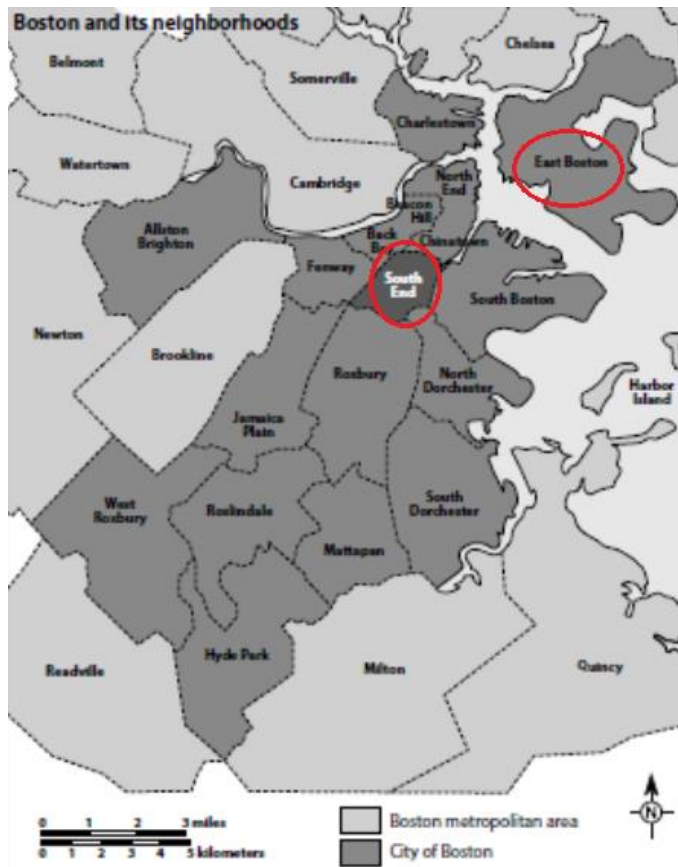 Boston and its neighborhoods
Chelsea
Belmont
Somerville
Charlestown
East Boston
Watertown
North
End
Cambridge
Beacon
Hill
Allston
Brighton
Back
Chinatown
Fenway
South
End
South Boston
Newton
Brookline
Roxbury
North
Dorchester
Harbor
Island
Jamaica
Plain
West
Roxbury
Roslindale
South
Dorchester
Mattapan
Hyde Park
Readville
Milton
Quincy
0 1 2 3 miles
0 1 2 3 4 5 kilometers
Boston metropolitan area
City of Boston
N